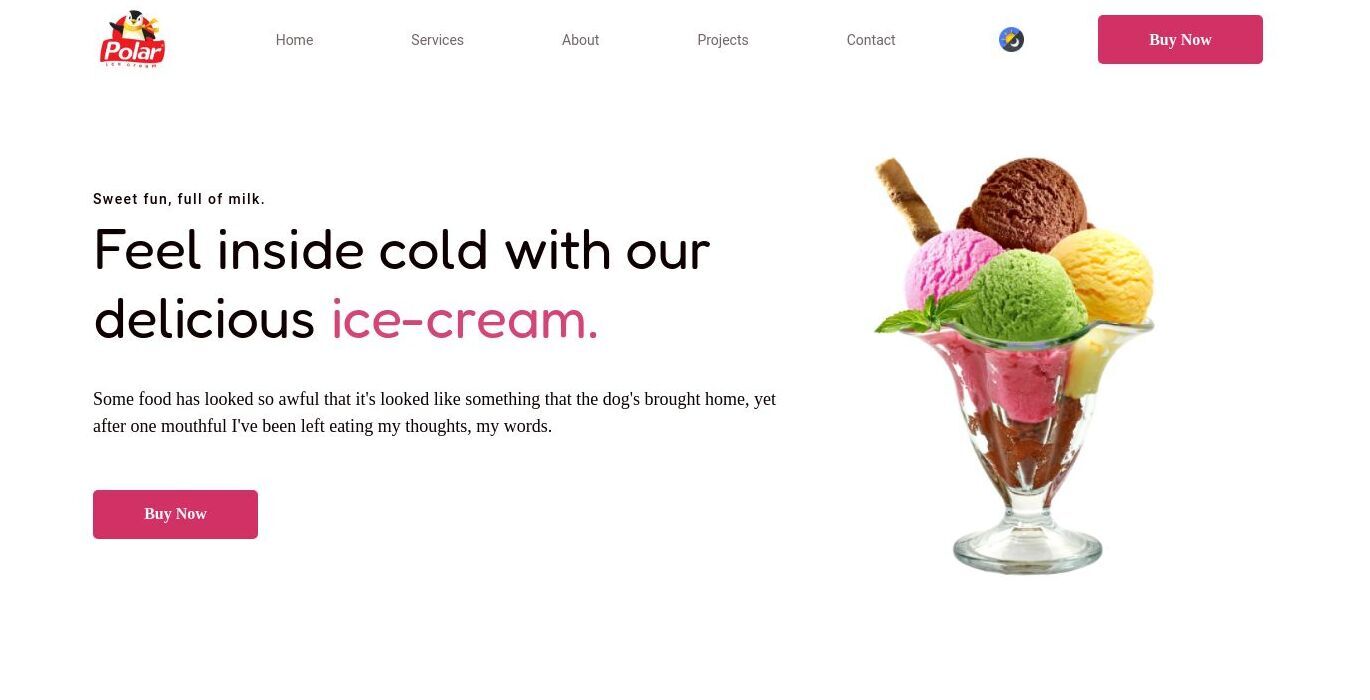 Polar
ice cream
Home
Services
About
Projects
Contact
Buy Now
Sweet fun, full of milk.
Feel inside cold with our
delicious ice-cream.
Some food has looked so awful that it's looked like something that the dog's brought home, yet
after one mouthful I've been left eating my thoughts, my words.
Buy Now